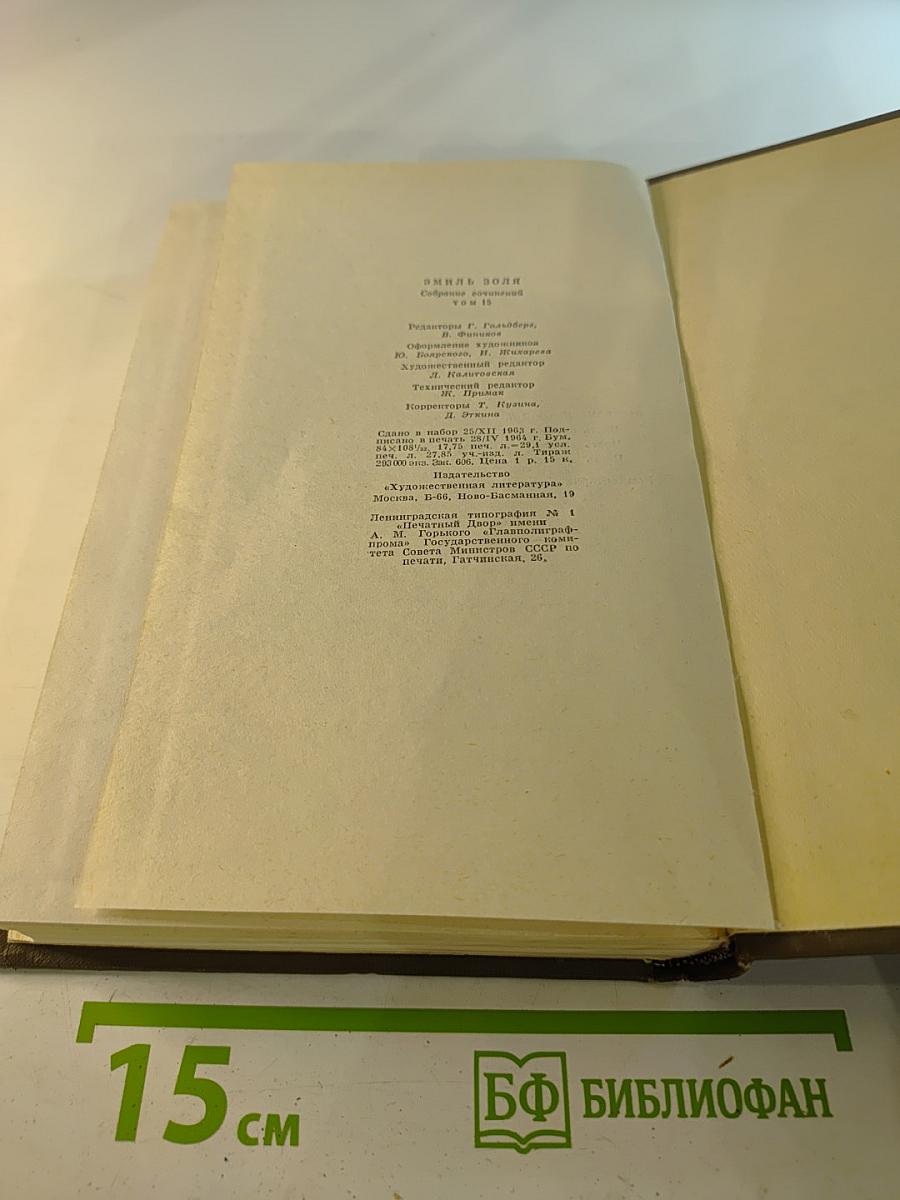 ЭМИЛЬ ЗОЛЯ
Собрание сочинений
том 15
Редакторы Г. Гольдберг,
В. Фиников
Оформление художников
Ю. Боярского, И. Жихарева
Художественный редактор
Л. Калитовская
Технический редактор
Ж. Примак
Корректоры Т. Кузина,
Д. Эткина
Сдано в набор 25/XII 1963 г. Под-
писано в печать 28/IV 1964 г. Бум.
84×108¹/₃₂. 17,75 печ. л.=29,1 усл.
печ. л. 27,85 уч.-изд. л. Тираж
293 000 экз. Зак. 606. Цена 1 р. 15 к.
Издательство
«Художественная литература»
Москва, Б-66, Ново-Басманная, 19
Ленинградская типография № 1
«Печатный Двор» имени
А. М. Горького «Главполиграф-
прома» Государственного коми-
тета Совета Министров СССР по
печати, Гатчинская, 26.
15 см
БФ БИБЛИОФАН